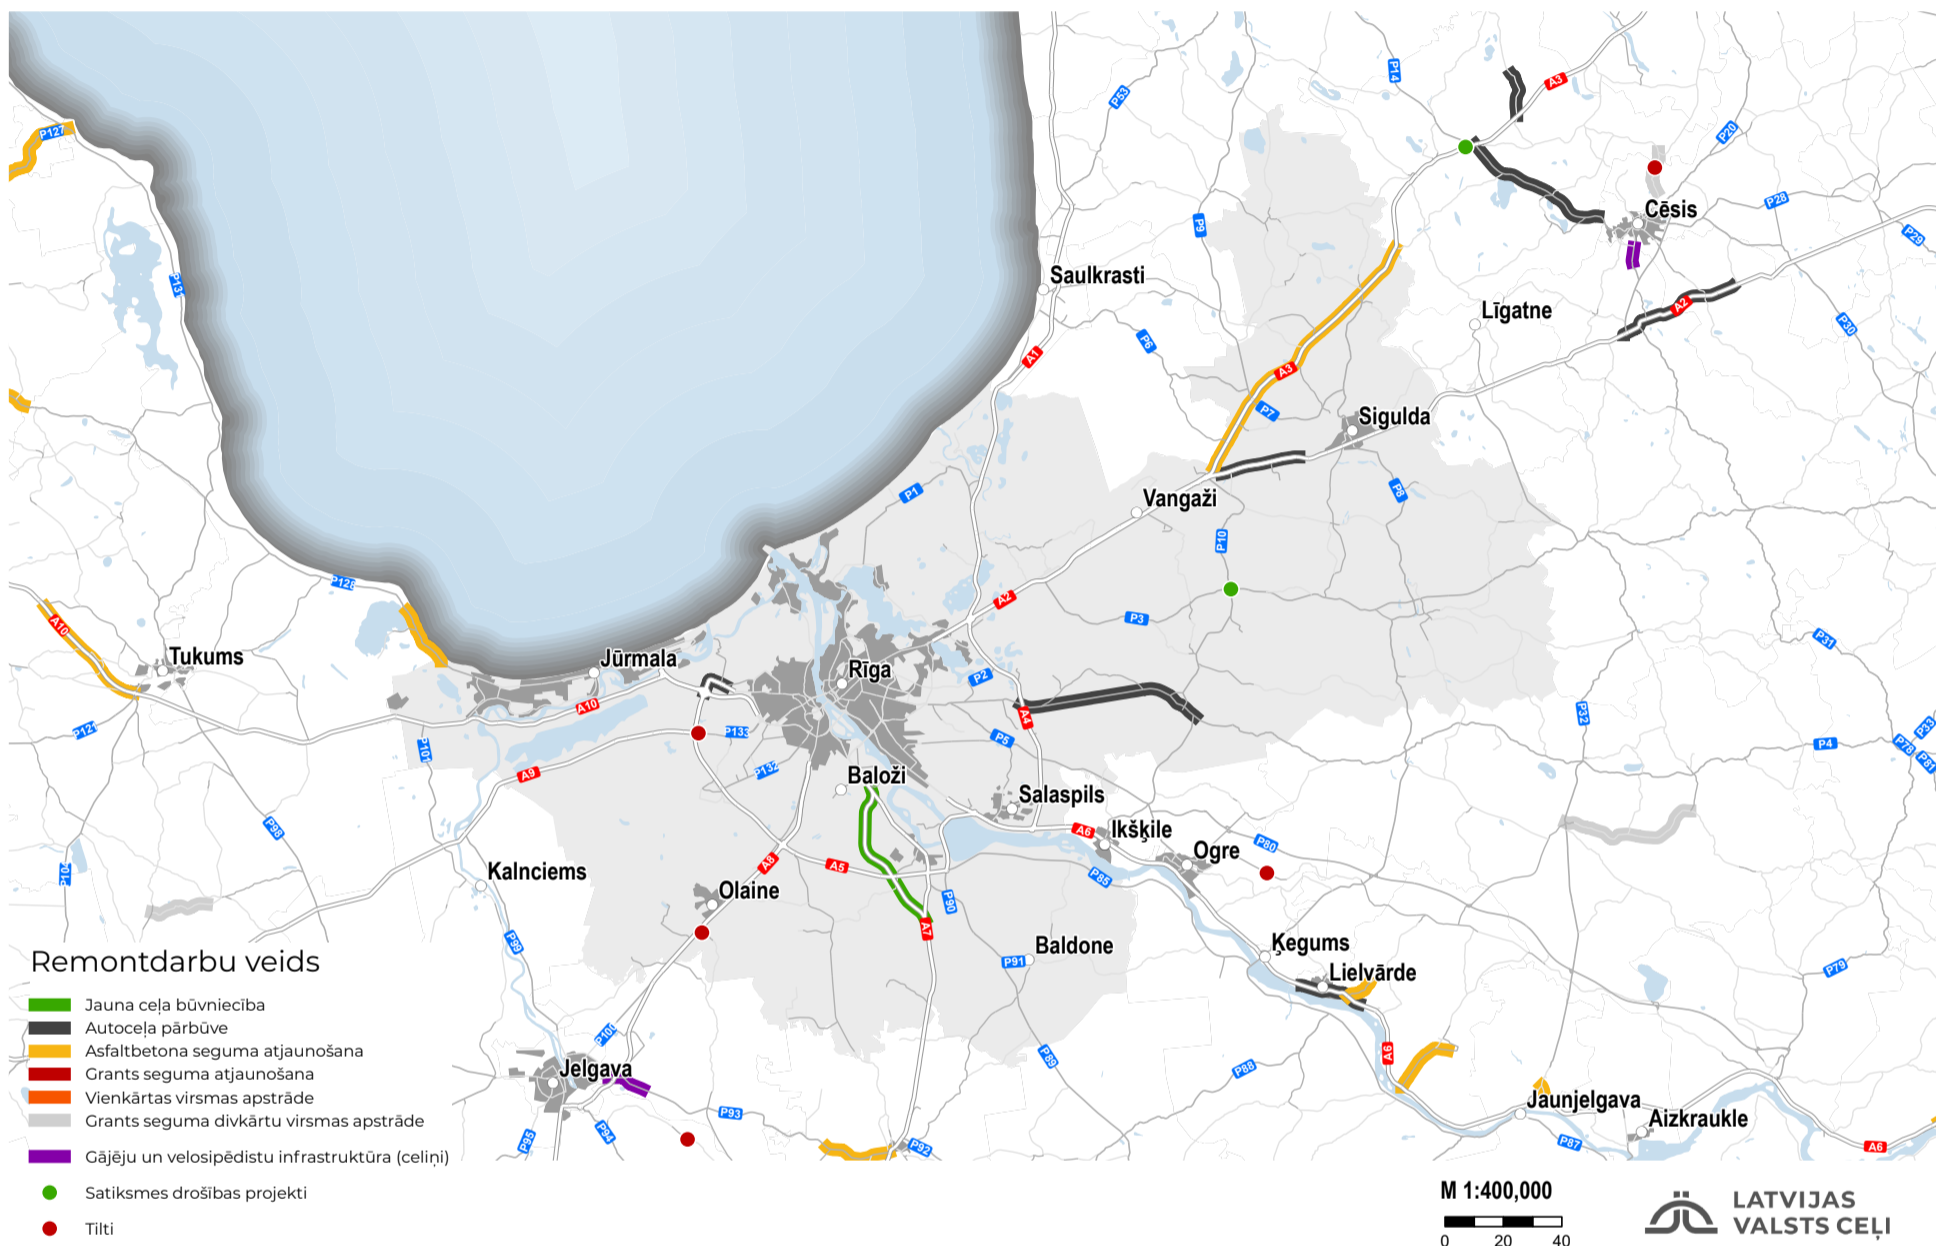 P127
P53
P14
A3
P20
P28
P29
Cēsis
P9
P131
Saulkrasti
Līgatne
A2
P30
P6
A1
A3
P7
Sigulda
P1
Vangaži
P8
P10
P128
A2
P3
P31
A10
Tukums
Jūrmala
Rīga
P2
A10
A4
P32
P33
P121
P101
P133
P5
P4
P78
P81
A9
P132
Baloži
Salaspils
P98
A6
Ikšķile
P80
Ogre
P104
Kalnciems
A8
A5
P85
Olaine
P90
A7
P99
P91
Baldone
Ķegums
Lielvārde
P79
P100
P89
A6
P88
Jelgava
Jaunjelgava
Aizkraukle
P93
P95
P94
P92
P87
A6
Remontdarbu veids
Jauna ceļa būvniecība
Autoceļa pārbūve
Asfaltbetona seguma atjaunošana
Grants seguma atjaunošana
Vienkārtas virsmas apstrāde
Grants seguma divkārtu virsmas apstrāde
Gājēju un velosipēdistu infrastruktūra (celiņi)
Satiksmes drošības projekti
Tilti
M 1:400,000
0 20 40
LATVIJAS
VALSTS CEĻI